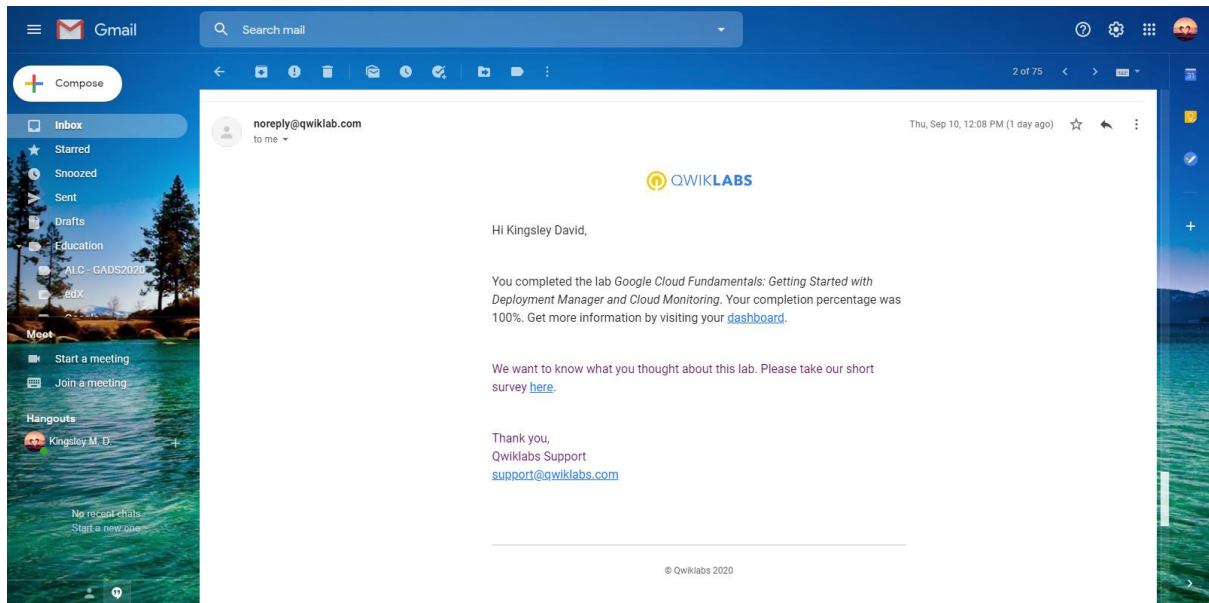 Gmail
Search mail
Compose
2 of 75
31
Inbox
Starred
Snoozed
Sent
Drafts
Education
ALC - GADS2020
edX
Meet
Start a meeting
Join a meeting
Hangouts
Kingsley M. D
No recent chats
Start a new one
noreply@qwiklab.com
to me
Thu, Sep 10, 12:08 PM (1 day ago)
QWIKLABS
Hi Kingsley David,
You completed the lab Google Cloud Fundamentals: Getting Started with
Deployment Manager and Cloud Monitoring. Your completion percentage was
100%. Get more information by visiting your dashboard.
We want to know what you thought about this lab. Please take our short
survey here.
Thank you,
Qwiklabs Support
support@qwiklabs.com
© Qwiklabs 2020